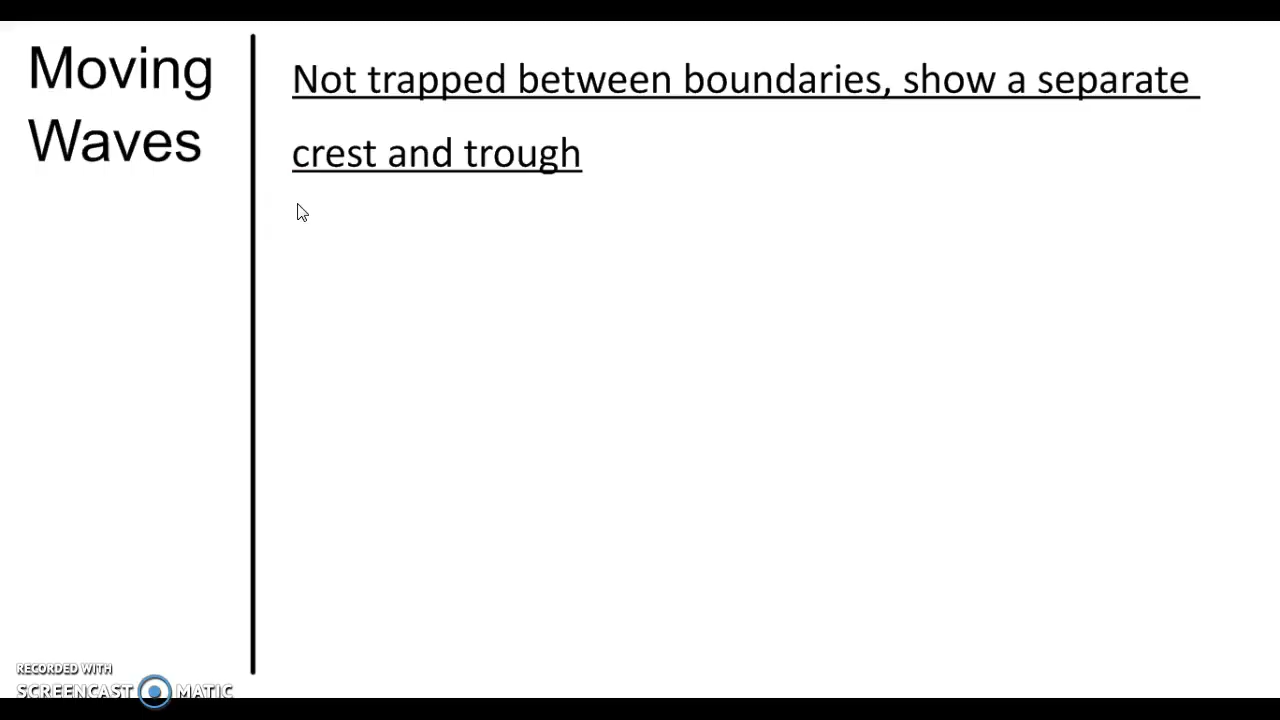 Moving
Waves
Not trapped between boundaries, show a separate
crest and trough
RECORDED WITH
SCREENCAST MATIC